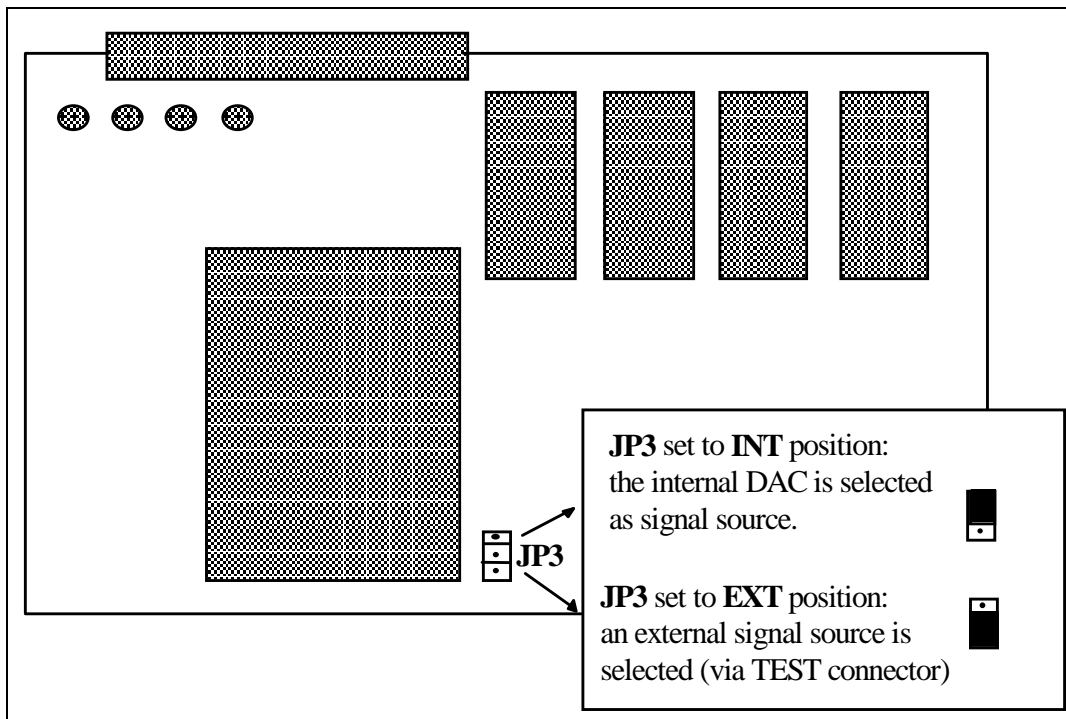 JP3
JP3 set to INT position:
the internal DAC is selected
as signal source.
JP3 set to EXT position:
an external signal source is
selected (via TEST connector)